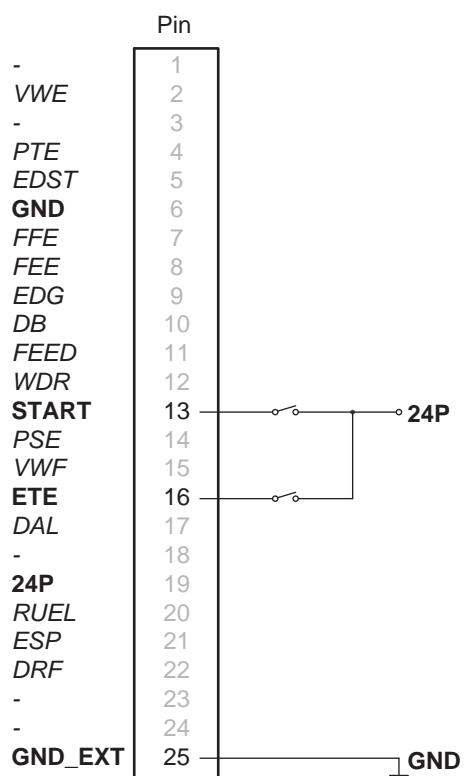 Pin
- 1
VWE 2
- 3
PTE 4
EDST 5
GND 6
FFE 7
FEE 8
EDG 9
DB 10
FEED 11
WDR 12
START 13 24P
PSE 14
VWF 15
ETE 16
DAL 17
- 18
24P 19
RUEL 20
ESP 21
DRF 22
- 23
- 24
GND_EXT 25 GND